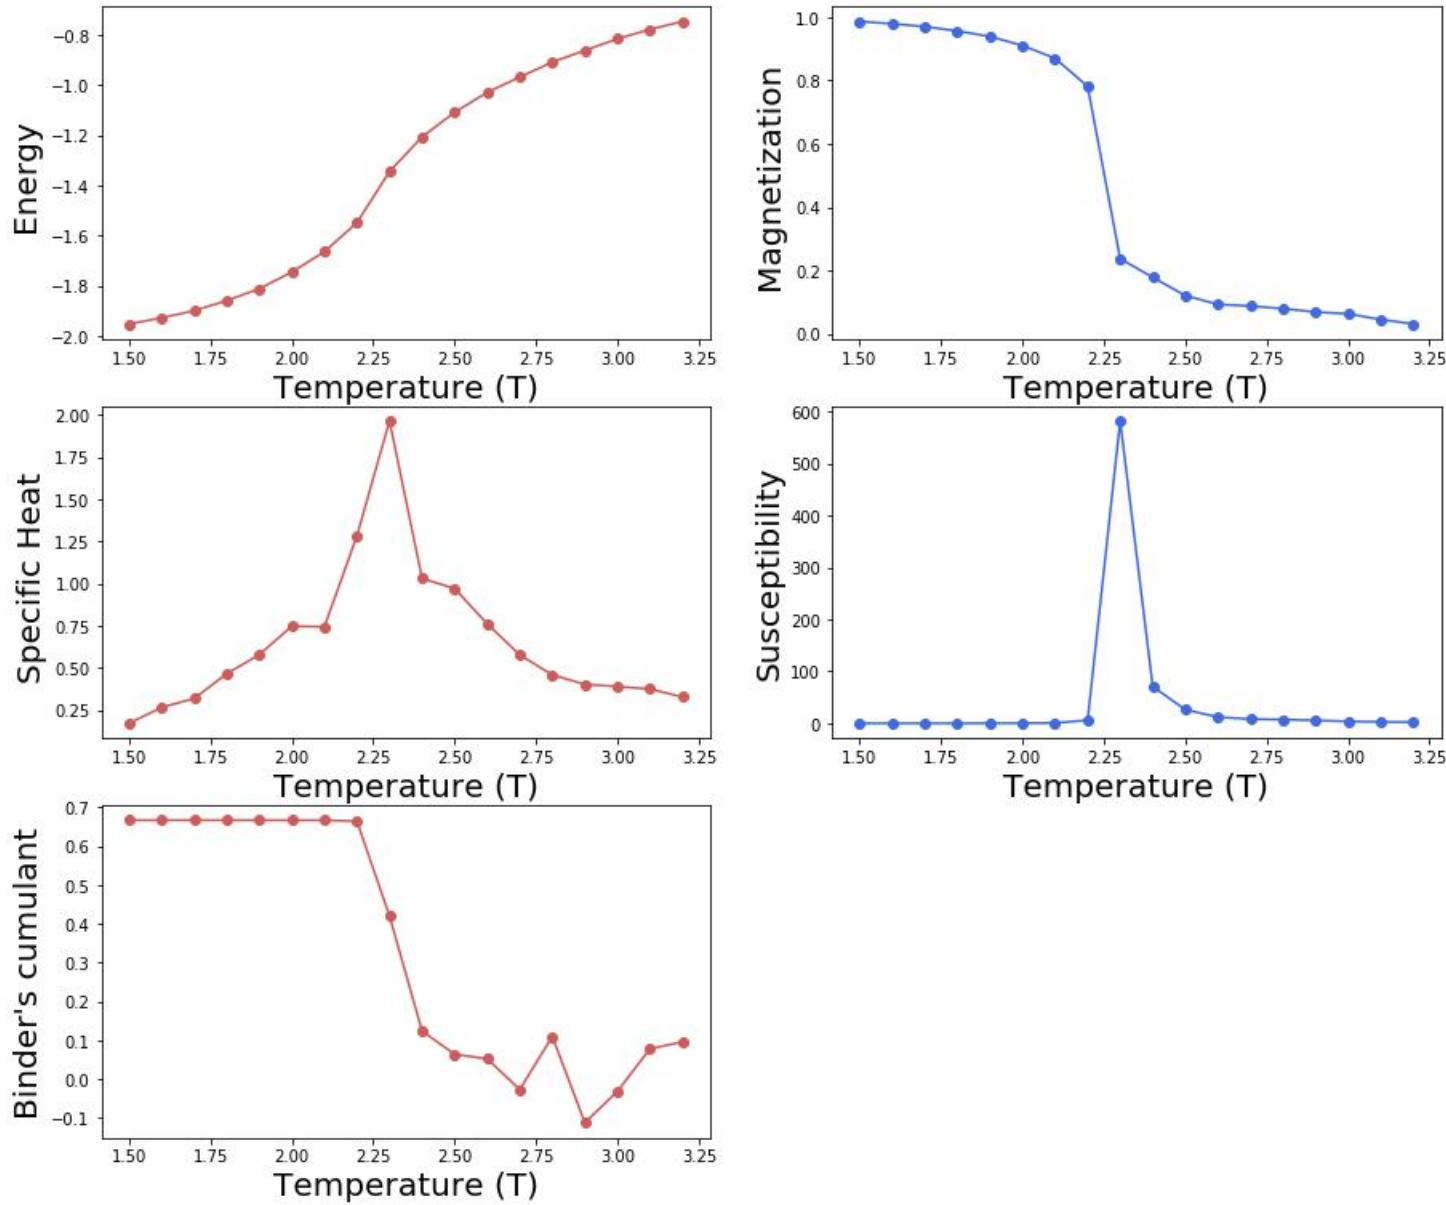 Energy
−0.8
−1.0
−1.2
−1.4
−1.6
−1.8
−2.0
1.50 1.75 2.00 2.25 2.50 2.75 3.00 3.25
Temperature (T)
Magnetization
1.0
0.8
0.6
0.4
0.2
0.0
1.50 1.75 2.00 2.25 2.50 2.75 3.00 3.25
Temperature (T)
Specific Heat
2.00
1.75
1.50
1.25
1.00
0.75
0.50
0.25
1.50 1.75 2.00 2.25 2.50 2.75 3.00 3.25
Temperature (T)
Susceptibility
600
500
400
300
200
100
0
1.50 1.75 2.00 2.25 2.50 2.75 3.00 3.25
Temperature (T)
Binder's cumulant
0.7
0.6
0.5
0.4
0.3
0.2
0.1
0.0
−0.1
1.50 1.75 2.00 2.25 2.50 2.75 3.00 3.25
Temperature (T)